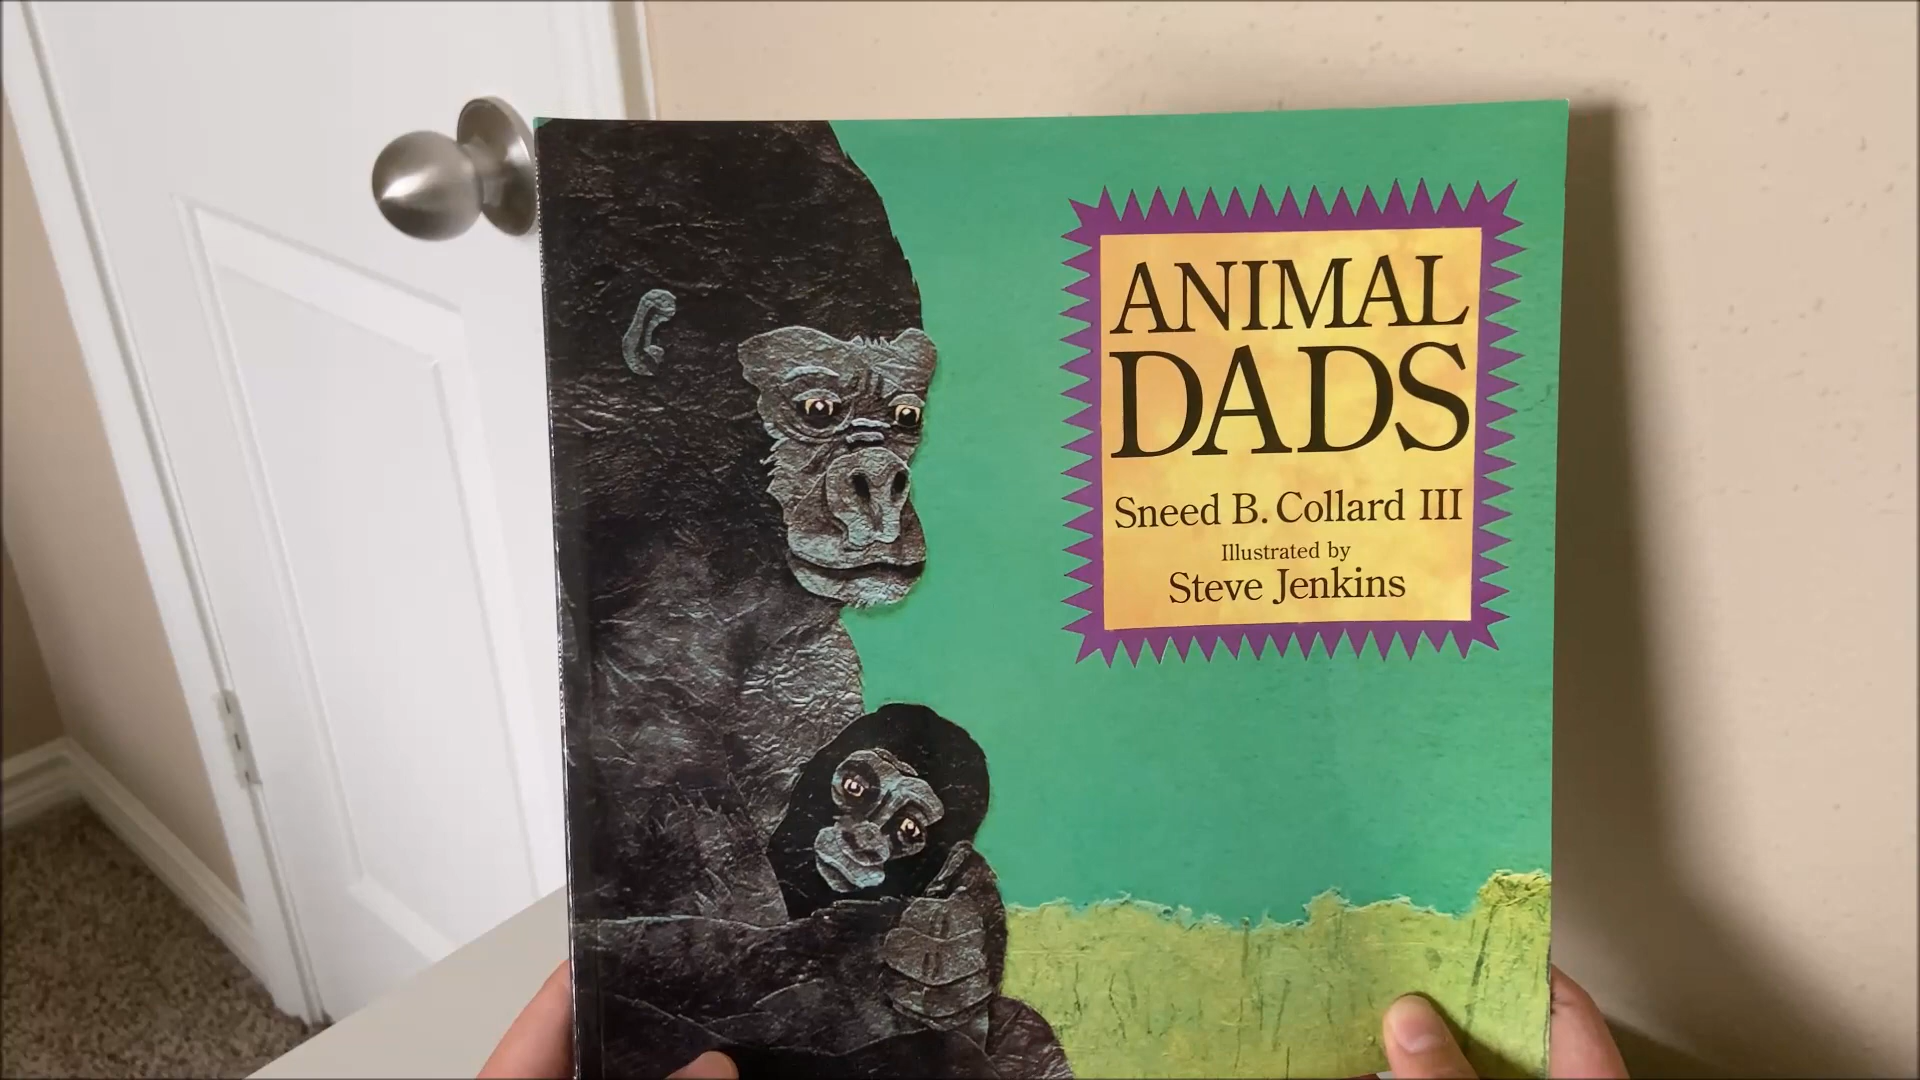 ANIMAL
DADS
Sneed B. Collard III
Illustrated by
Steve Jenkins